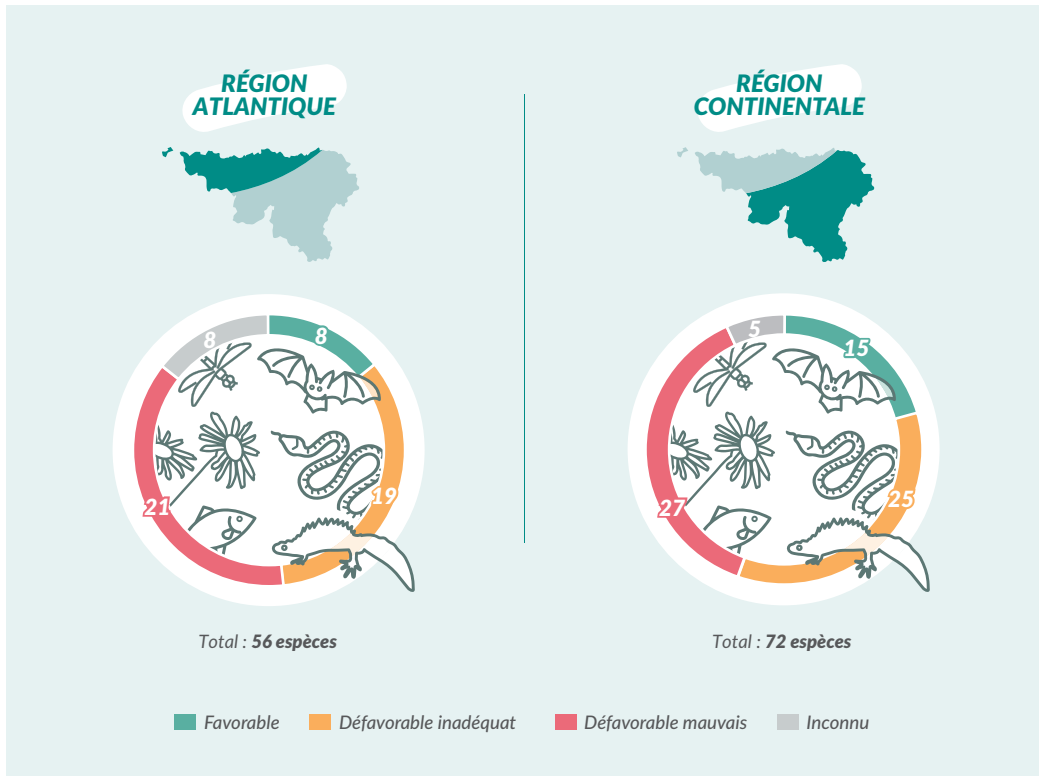 RÉGION
ATLANTIQUE
8
8
19
21
Total : 56 espèces
RÉGION
CONTINENTALE
5
15
25
27
Total : 72 espèces
Favorable
Défavorable inadéquat
Défavorable mauvais
Inconnu